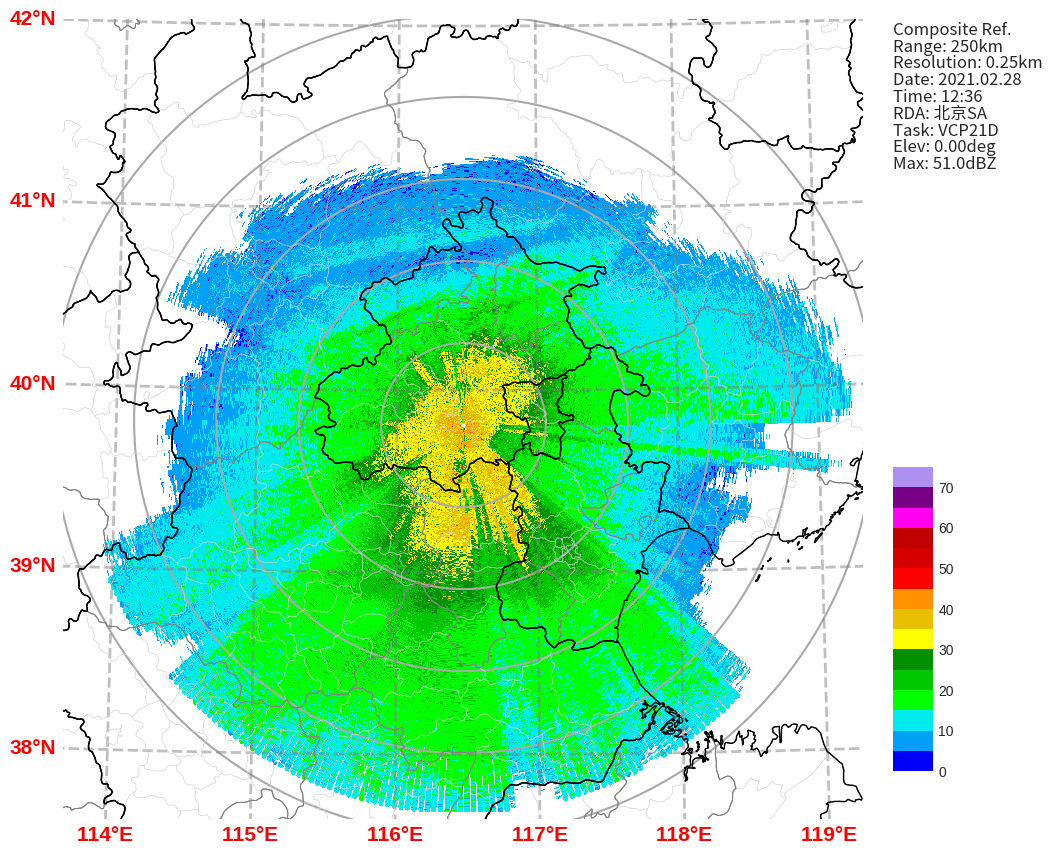 42°N
41°N
40°N
39°N
38°N
114°E 115°E 116°E 117°E 118°E 119°E
Composite Ref.
Range: 250km
Resolution: 0.25km
Date: 2021.02.28
Time: 12:36
RDA: 北京SA
Task: VCP21D
Elev: 0.00deg
Max: 51.0dBZ
70
60
50
40
30
20
10
0